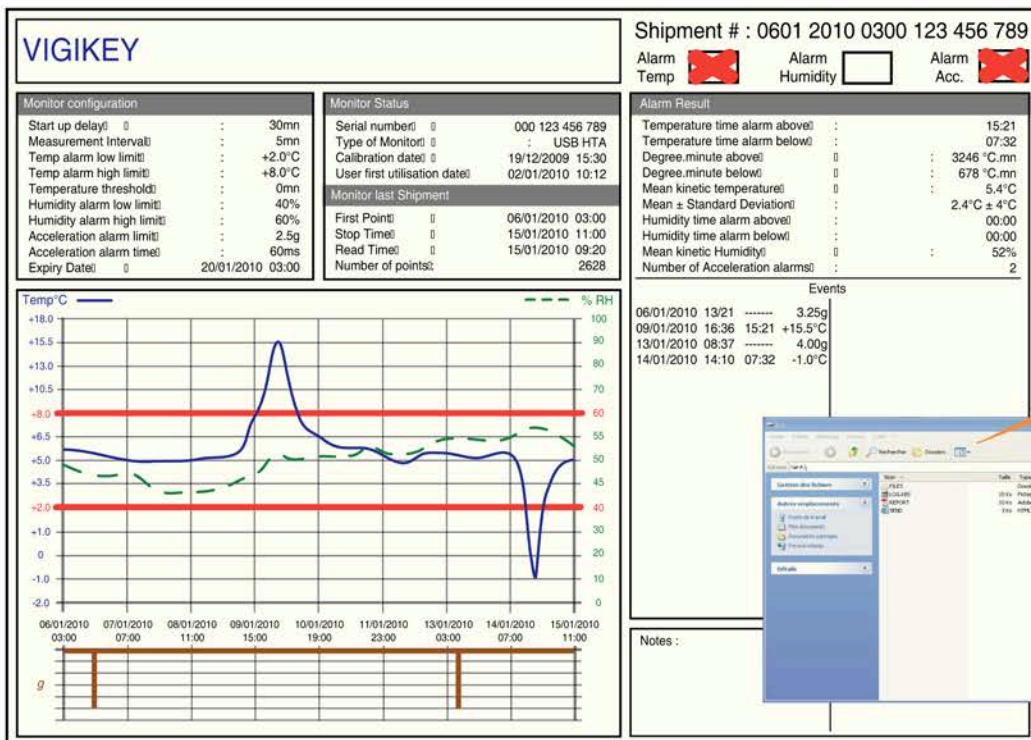 VIGIKEY
Shipment # : 0601 2010 0300 123 456 789
Alarm Temp
Alarm Humidity
Alarm Acc.
Monitor configuration
Start up delay : 30mn
Measurement Interval : 5mn
Temp alarm low limit : +2.0°C
Temp alarm high limit : +8.0°C
Temperature threshold : 0mn
Humidity alarm low limit : 40%
Humidity alarm high limit : 60%
Acceleration alarm limit : 2.5g
Acceleration alarm time : 60ms
Expiry Date : 20/01/2010 03:00
Monitor Status
Serial number 000 123 456 789
Type of Monitor : USB HTA
Calibration date 19/12/2009 15:30
User first utilisation date 02/01/2010 10:12
Monitor last Shipment
First Point 06/01/2010 03:00
Stop Time 15/01/2010 11:00
Read Time 15/01/2010 09:20
Number of points: 2628
Alarm Result
Temperature time alarm above : 15:21
Temperature time alarm below : 07:32
Degree.minute above : 3246 °C.mn
Degree.minute below : 678 °C.mn
Mean kinetic temperature : 5.4°C
Mean ± Standard Deviation : 2.4°C ± 4°C
Humidity time alarm above : 00:00
Humidity time alarm below : 00:00
Mean kinetic Humidity : 52%
Number of Acceleration alarms : 2
Events
06/01/2010 13/21 ------- 3.25g
09/01/2010 16:36 15:21 +15.5°C
13/01/2010 08:37 ------- 4.00g
14/01/2010 14:10 07:32 -1.0°C
Temp°C
% RH
+18.0 100
+15.5 90
+13.0 80
+10.5 70
+8.0 60
+6.5 55
+5.0 50
+3.5 45
+2.0 40
+1.0 30
0 20
-1.0 10
-2.0 0
06/01/2010 07/01/2010 08/01/2010 09/01/2010 10/01/2010 11/01/2010 13/01/2010 14/01/2010 15/01/2010
03:00 07:00 11:00 15:00 19:00 23:00 03:00 07:00 11:00
g
Notes :
Rechercher Dossiers
Gestion des fichiers
Autres emplacements
Détails
Nom Taille Type
FILES
REPORT
SEND